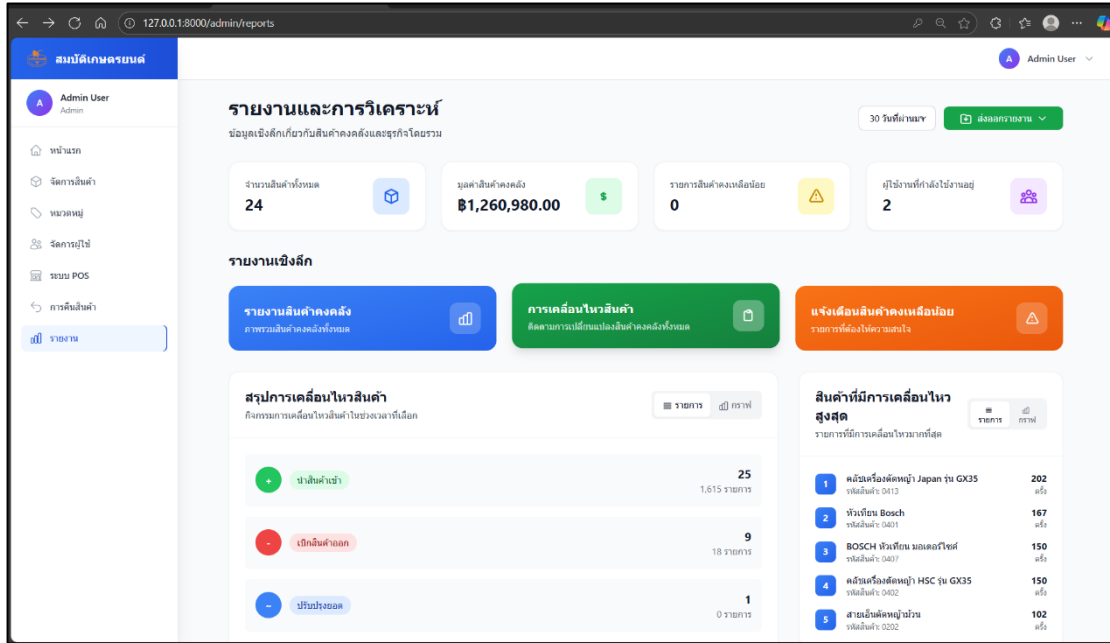 127.0.0.1:8000/admin/reports
สมบัติเกษตรยนต์
A Admin User
A Admin User
Admin
หน้าแรก
จัดการสินค้า
หมวดหมู่
จัดการผู้ใช้
ระบบ POS
การคืนสินค้า
รายงาน
รายงานและการวิเคราะห์
ข้อมูลเชิงลึกเกี่ยวกับสินค้าคงคลังและธุรกิจโดยรวม
30 วันที่ผ่านมา
ส่งออกรายงาน
จำนวนสินค้าทั้งหมด
24
มูลค่าสินค้าคงคลัง
฿1,260,980.00
$
รายการสินค้าคงเหลือน้อย
0
ผู้ใช้งานที่กำลังใช้งานอยู่
2
รายงานเชิงลึก
รายงานสินค้าคงคลัง
ภาพรวมสินค้าคงคลังทั้งหมด
การเคลื่อนไหวสินค้า
ติดตามการเปลี่ยนแปลงสินค้าคงคลังทั้งหมด
แจ้งเตือนสินค้าคงเหลือน้อย
รายการที่ต้องให้ความสนใจ
สรุปการเคลื่อนไหวสินค้า
กิจกรรมการเคลื่อนไหวสินค้าในช่วงเวลาที่เลือก
รายการ กราฟ
+ นำสินค้าเข้า 25
1,615 รายการ
- เบิกสินค้าออก 9
18 รายการ
~ ปรับปรุงยอด 1
0 รายการ
สินค้าที่มีการเคลื่อนไหว
สูงสุด
รายการที่มีการเคลื่อนไหวมากที่สุด
รายการ กราฟ
1 คลัชเครื่องตัดหญ้า Japan รุ่น GX35 202
รหัสสินค้า: 0413 ครั้ง
2 หัวเทียน Bosch 167
รหัสสินค้า: 0401 ครั้ง
3 BOSCH หัวเทียน มอเตอร์ไซค์ 150
รหัสสินค้า: 0407 ครั้ง
4 คลัชเครื่องตัดหญ้า HSC รุ่น GX35 150
รหัสสินค้า: 0402 ครั้ง
5 สายเอ็นตัดหญ้าม้วน 102
รหัสสินค้า: 0202 ครั้ง